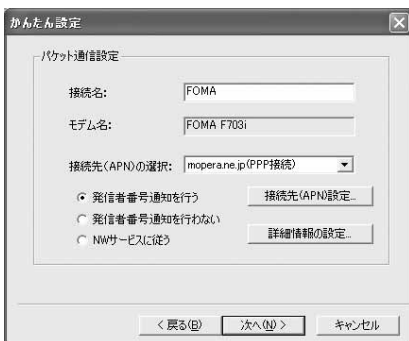 かんたん設定
パケット通信設定
接続名: FOMA
モデム名: FOMA F703i
接続先(APN)の選択: mopera.ne.jp(PPP接続)
発信者番号通知を行う 接続先(APN)設定...
発信者番号通知を行わない
NWサービスに従う 詳細情報の設定...
< 戻る(B) 次へ(N) > キャンセル